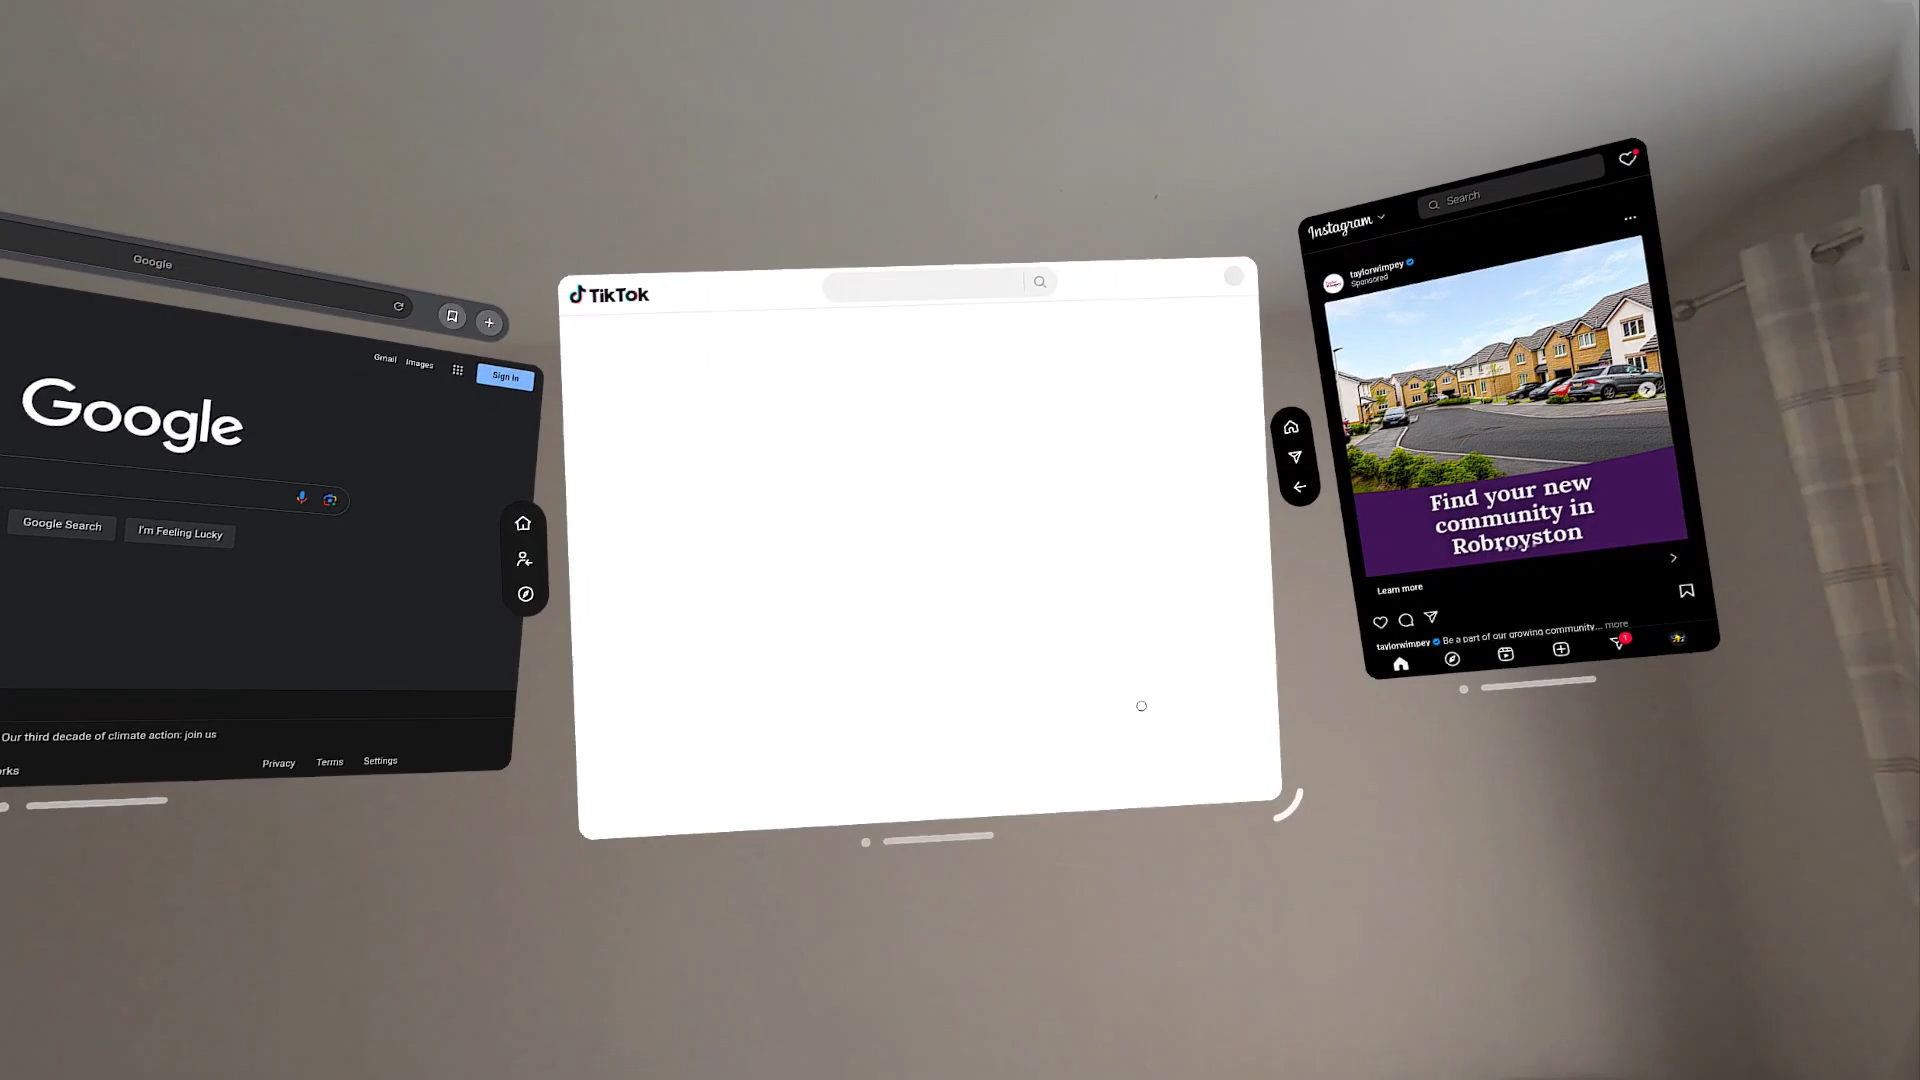 Google
Gmail
Images
Sign in
Google
Google Search
I'm Feeling Lucky
Our third decade of climate action: join us
Privacy
Terms
Settings
TikTok
Instagram
Search
taylorwimpey
Sponsored
Find your new
community in
Robroyston
Learn more
taylorwimpey Be a part of our growing community... more
1